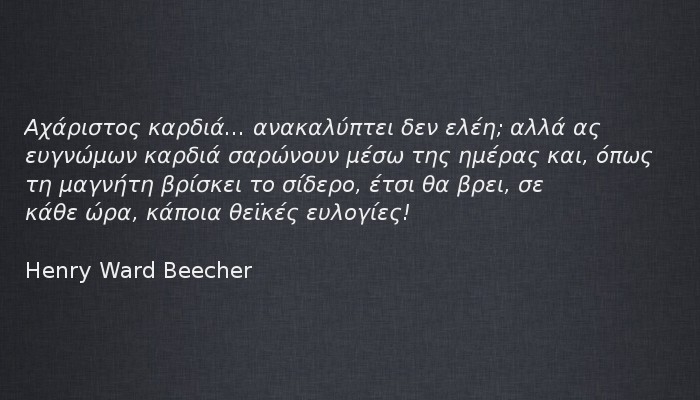 Αχάριστος καρδιά... ανακαλύπτει δεν ελέη; αλλά ας
ευγνώμων καρδιά σαρώνουν μέσω της ημέρας και, όπως
τη μαγνήτη βρίσκει το σίδερο, έτσι θα βρει, σε
κάθε ώρα, κάποια θεϊκές ευλογίες!
Henry Ward Beecher